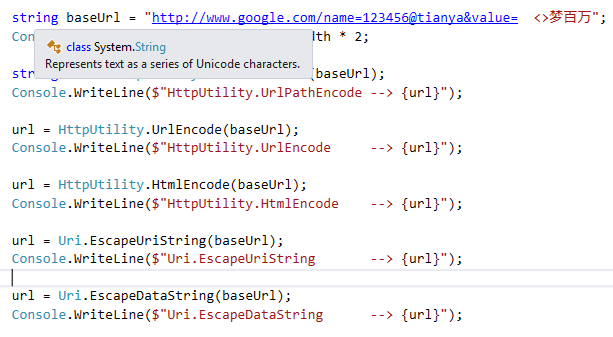 string baseUrl = "http://www.google.com/name=123456@tianya&value=  <>梦百万";
Con
dth * 2;
class System.String
Represents text as a series of Unicode characters.
string
(baseUrl);
Console.WriteLine($"HttpUtility.UrlPathEncode --> {url}");
url = HttpUtility.UrlEncode(baseUrl);
Console.WriteLine($"HttpUtility.UrlEncode     --> {url}");
url = HttpUtility.HtmlEncode(baseUrl);
Console.WriteLine($"HttpUtility.HtmlEncode    --> {url}");
url = Uri.EscapeUriString(baseUrl);
Console.WriteLine($"Uri.EscapeUriString       --> {url}");
url = Uri.EscapeDataString(baseUrl);
Console.WriteLine($"Uri.EscapeDataString      --> {url}");